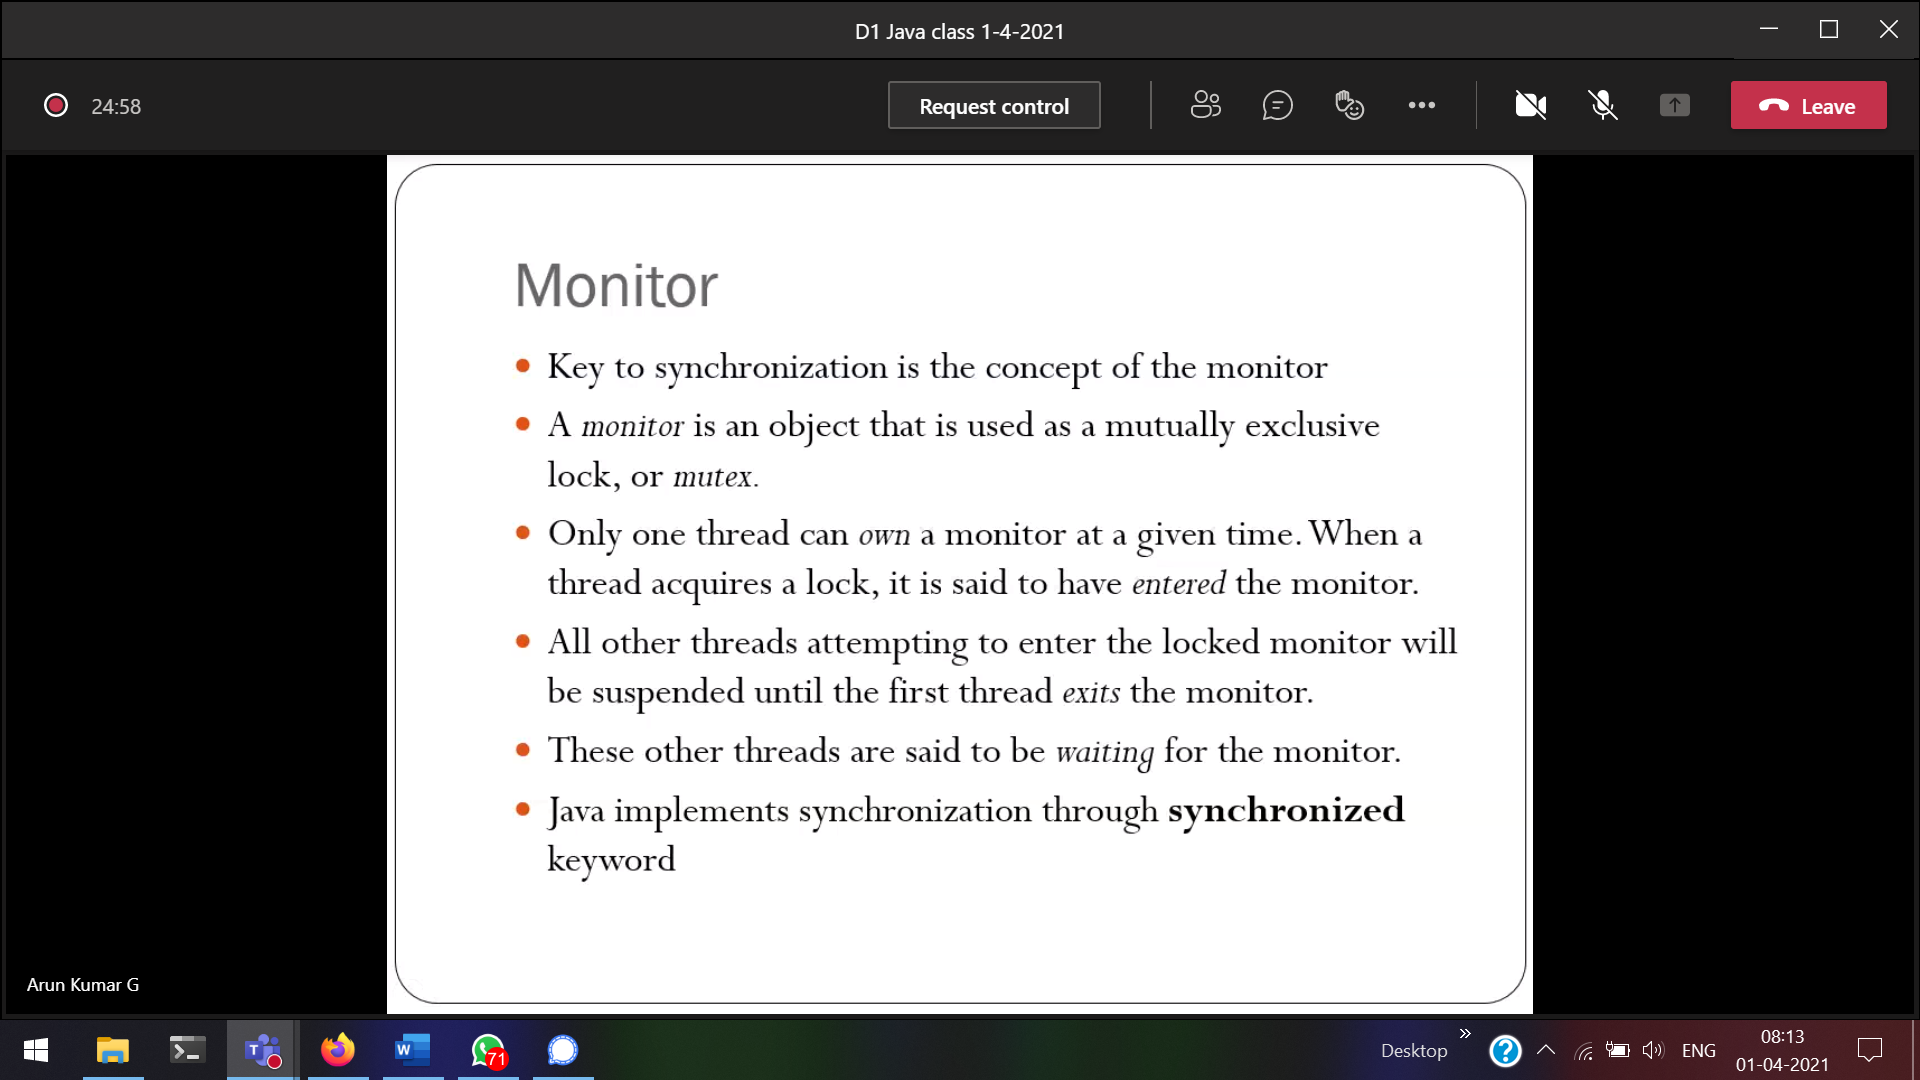 D1 Java class 1-4-2021
24:58
Request control
Leave
Monitor
Key to synchronization is the concept of the monitor
A monitor is an object that is used as a mutually exclusive
lock, or mutex.
Only one thread can own a monitor at a given time. When a
thread acquires a lock, it is said to have entered the monitor.
All other threads attempting to enter the locked monitor will
be suspended until the first thread exits the monitor.
These other threads are said to be waiting for the monitor.
Java implements synchronization through synchronized
keyword
Arun Kumar G
T
W
71
Desktop
ENG
08:13
01-04-2021